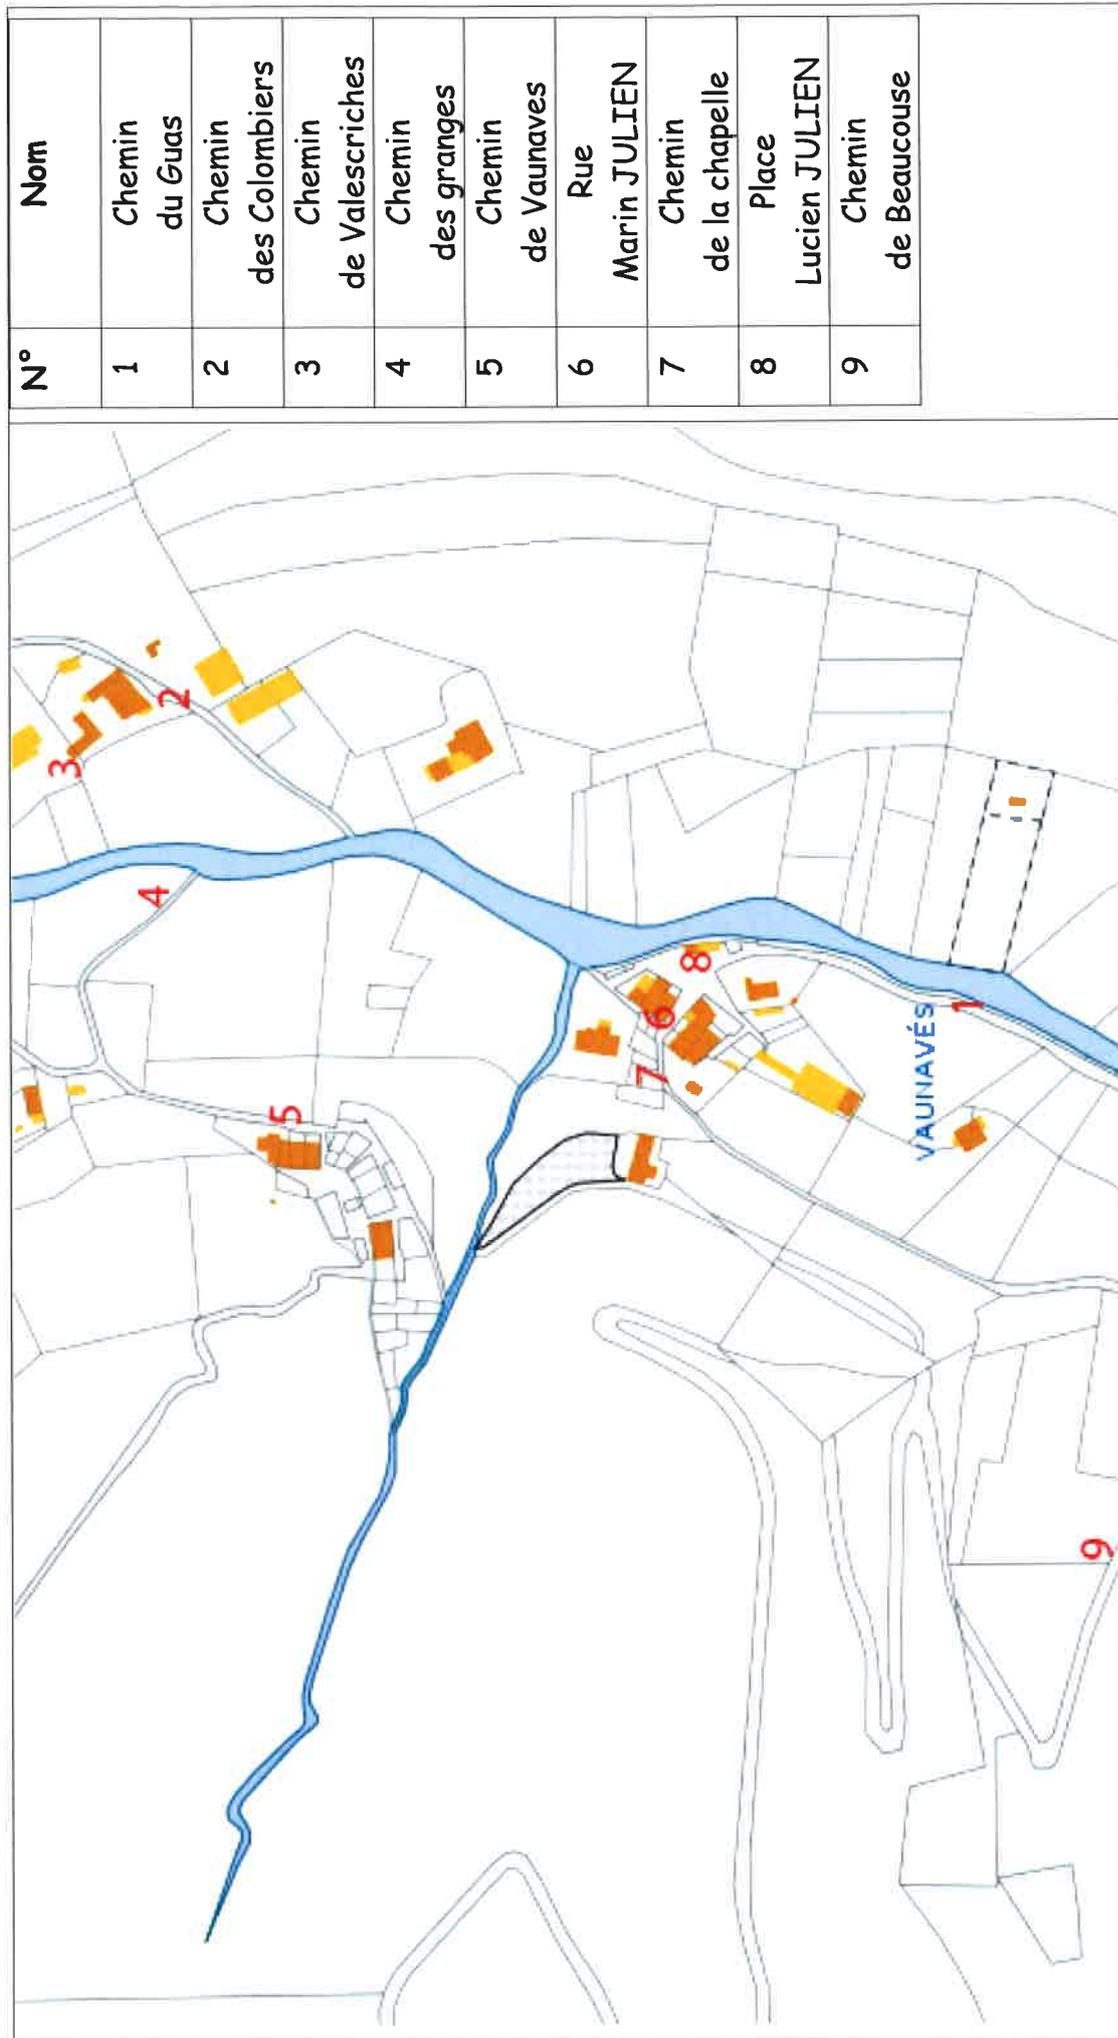 N° Nom
1 Chemin
du Guas
2 Chemin
des Colombiers
3 Chemin
de Valescriches
4 Chemin
des granges
5 Chemin
de Vaunaves
6 Rue
Marin JULIEN
7 Chemin
de la chapelle
8 Place
Lucien JULIEN
9 Chemin
de Beaucouse
3
2
4
5
8
6
7
1
VAUNAVÉS
9